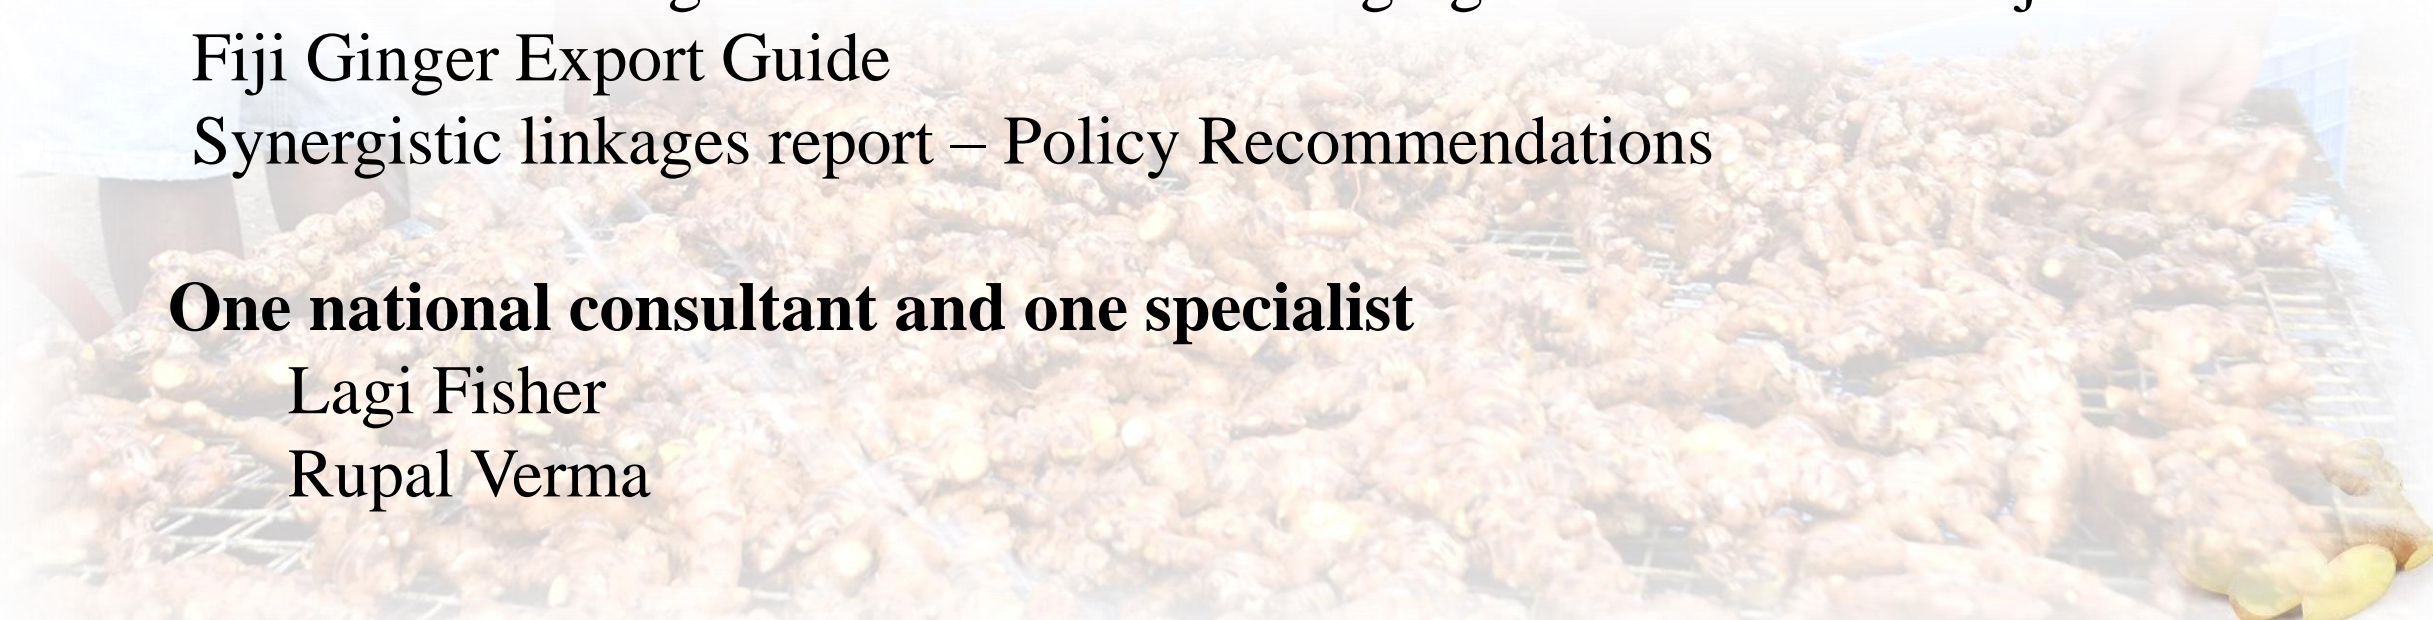 Fiji Ginger Export Guide
Synergistic linkages report – Policy Recommendations
One national consultant and one specialist
Lagi Fisher
Rupal Verma